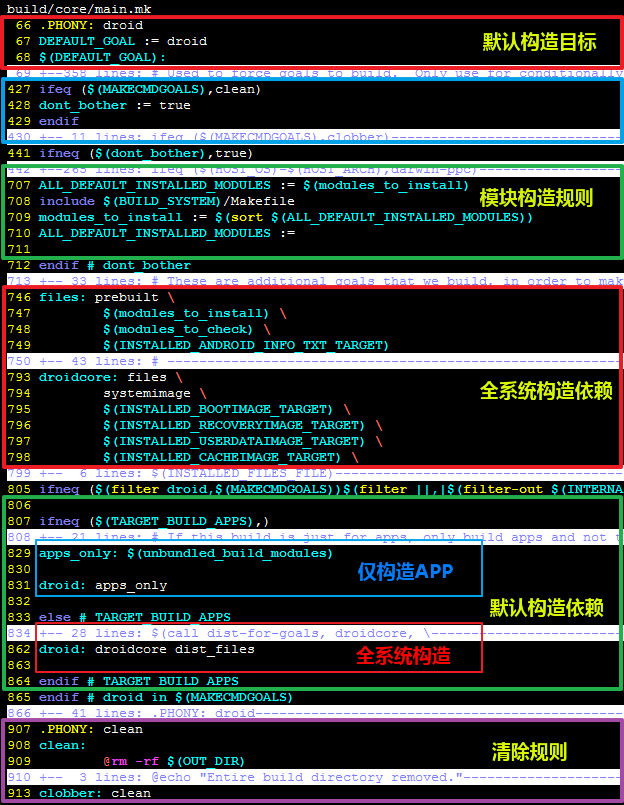 build/core/main.mk
66 .PHONY: droid
67 DEFAULT_GOAL := droid
68 $(DEFAULT_GOAL):
默认构造目标
69 +--358 lines: # Used to force goals to build. Only use for conditionally
427 ifeq ($(MAKECMDGOALS),clean)
428 dont_bother := true
429 endif
430 +-- 11 lines: ifeq ($(MAKECMDGOALS),clobber)
441 ifneq ($(dont_bother),true)
442 +--265 lines: ifeq ($(HOST_OS)-$(HOST_ARCH),darwin-ppc)
707 ALL_DEFAULT_INSTALLED_MODULES := $(modules_to_install)
708 include $(BUILD_SYSTEM)/Makefile
模块构造规则
709 modules_to_install := $(sort $(ALL_DEFAULT_INSTALLED_MODULES))
710 ALL_DEFAULT_INSTALLED_MODULES :=
711
712 endif # dont_bother
713 +-- 33 lines: # These are additional goals that we build, in order to mak
746 files: prebuilt \
747 $(modules_to_install) \
748 $(modules_to_check) \
749 $(INSTALLED_ANDROID_INFO_TXT_TARGET)
750 +-- 43 lines: #
793 droidcore: files \
794 systemimage \
全系统构造依赖
795 $(INSTALLED_BOOTIMAGE_TARGET) \
796 $(INSTALLED_RECOVERYIMAGE_TARGET) \
797 $(INSTALLED_USERDATAIMAGE_TARGET) \
798 $(INSTALLED_CACHEIMAGE_TARGET) \
799 +-- 6 lines: $(INSTALLED_FILES_FILE)
805 ifneq ($(filter droid,$(MAKECMDGOALS))$(filter ||,|$(filter-out $(INTERNA
806
807 ifneq ($(TARGET_BUILD_APPS),)
808 +-- 21 lines: # If this build is just for apps, only build apps and not t
829 apps_only: $(unbundled_build_modules)
830
仅构造APP
831 droid: apps_only
832
默认构造依赖
833 else # TARGET_BUILD_APPS
834 +-- 28 lines: $(call dist-for-goals, droidcore, \
862 droid: droidcore dist_files
全系统构造
863
864 endif # TARGET_BUILD_APPS
865 endif # droid in $(MAKECMDGOALS)
866 +-- 41 lines: .PHONY: droid
907 .PHONY: clean
908 clean:
清除规则
909 @rm -rf $(OUT_DIR)
910 +-- 3 lines: @echo "Entire build directory removed."
913 clobber: clean